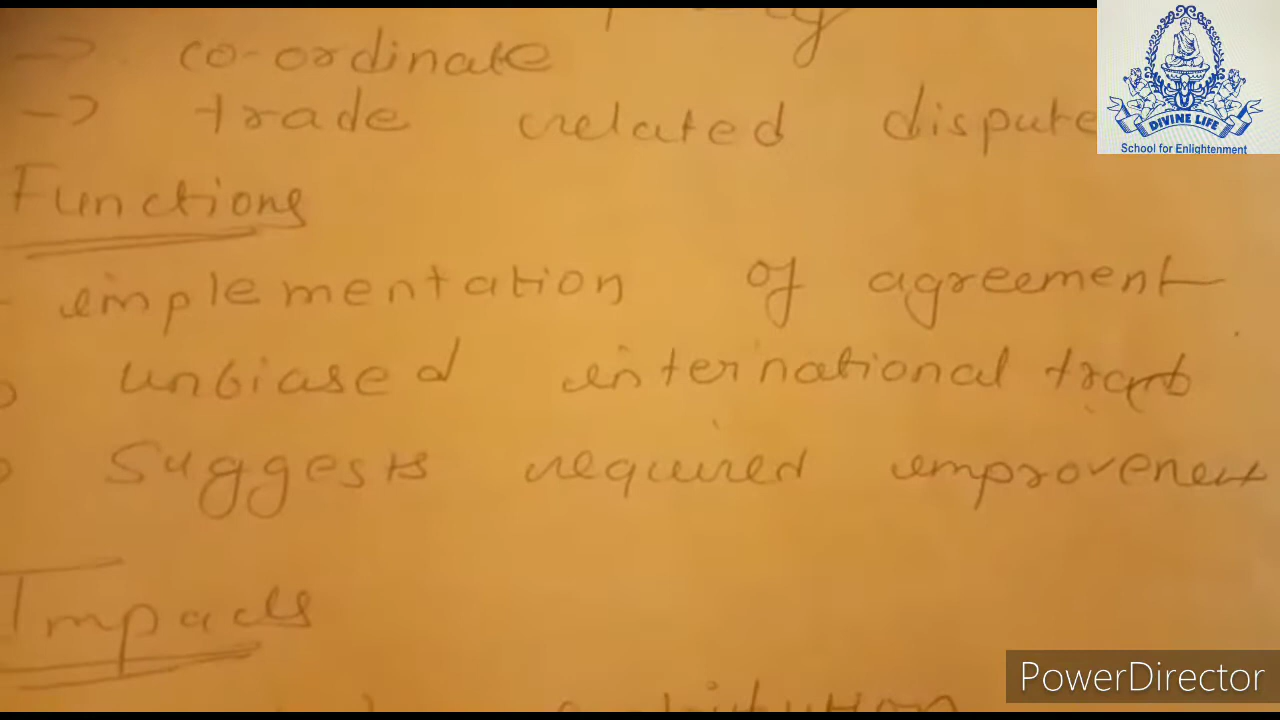 → co-ordinate
→ trade related dispute
Functions
implementation of agreement
unbiased international
Suggests required improvement
Impacts
DIVINE LIFE
School for Enlightenment
PowerDirector